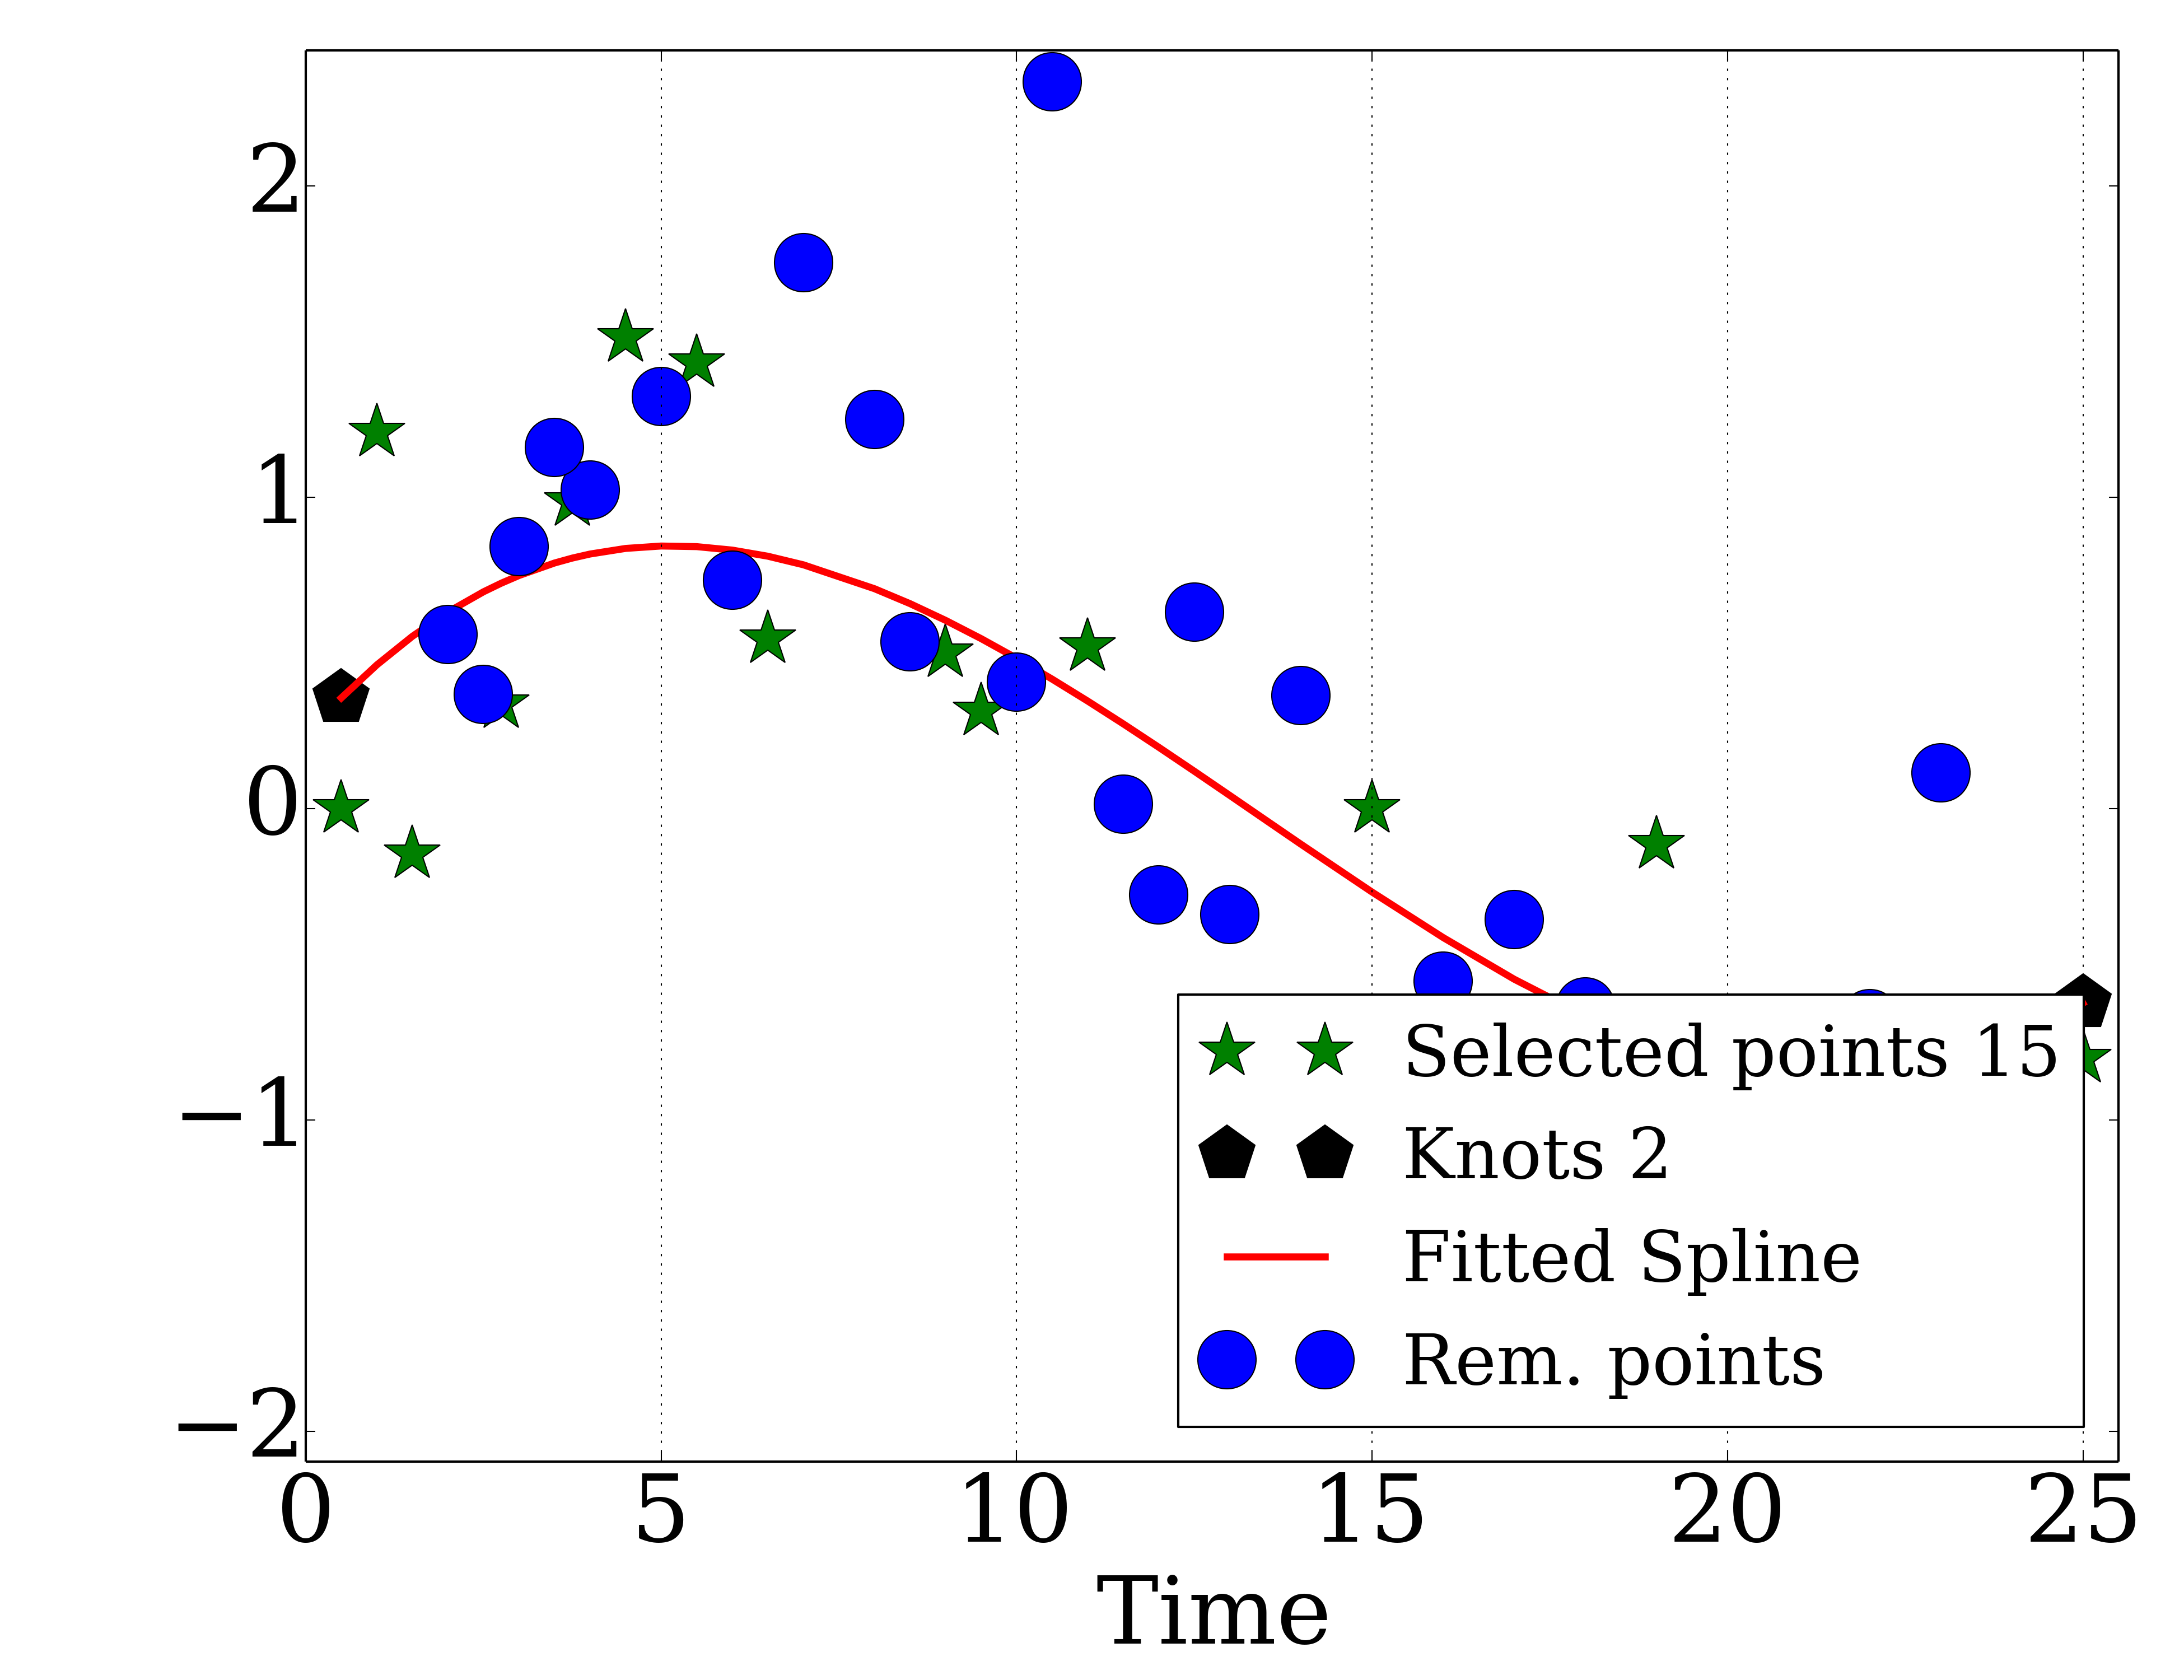 2
1
0
−1
−2
0 5 10 15 20 25
Time
Selected points 15
Knots 2
Fitted Spline
Rem. points